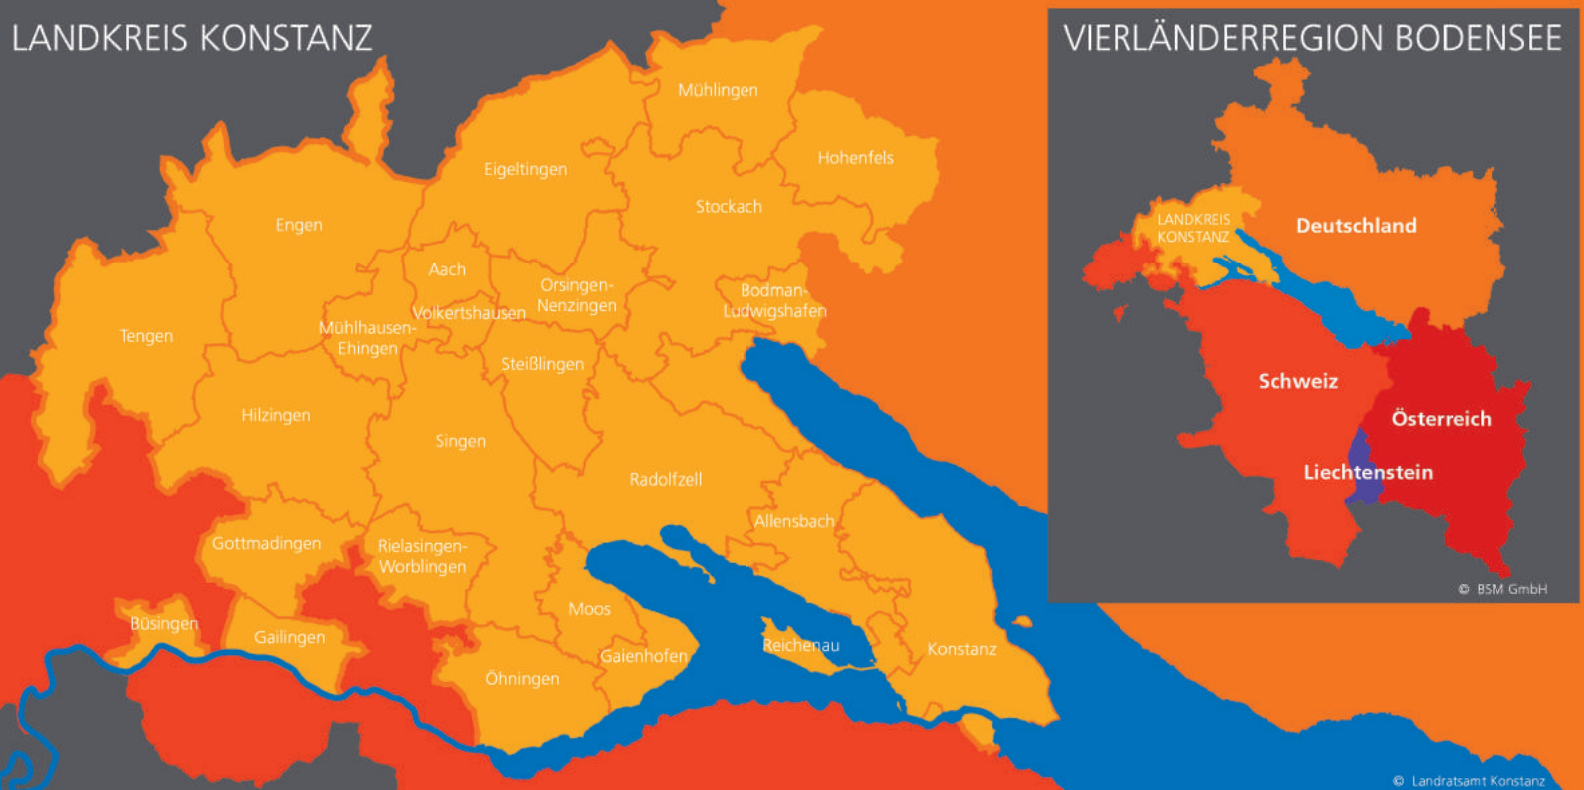 LANDKREIS KONSTANZ
Mühlingen
Hohenfels
Eigeltingen
Stockach
Engen
Aach
Orsingen-
Nenzingen
Bodman-
Ludwigshafen
Volkertshausen
Mühlhausen-
Ehingen
Tengen
Steißlingen
Hilzingen
Singen
Radolfzell
Allensbach
Gottmadingen
Rielasingen-
Worblingen
Moos
Büsingen
Gailingen
Gaienhofen
Reichenau
Konstanz
Öhningen
VIERLÄNDERREGION BODENSEE
LANDKREIS
KONSTANZ
Deutschland
Schweiz
Österreich
Liechtenstein
© BSM GmbH
© Landratsamt Konstanz